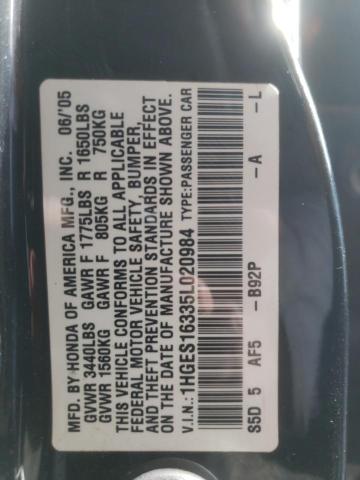 MFD. BY HONDA OF AMERICA MFG., INC. 06/05
GVWR 3440LBS GAWR F 1775LBS R 1650LBS
GVWR 1560KG GAWR F 805KG R 750KG
THIS VEHICLE CONFORMS TO ALL APPLICABLE
FEDERAL MOTOR VEHICLE SAFETY, BUMPER,
AND THEFT PREVENTION STANDARDS IN EFFECT
ON THE DATE OF MANUFACTURE SHOWN ABOVE.
V.I.N.: 1HGES16335L020984 TYPE:PASSENGER CAR
S5D 5 AF5 - B92P - A - L